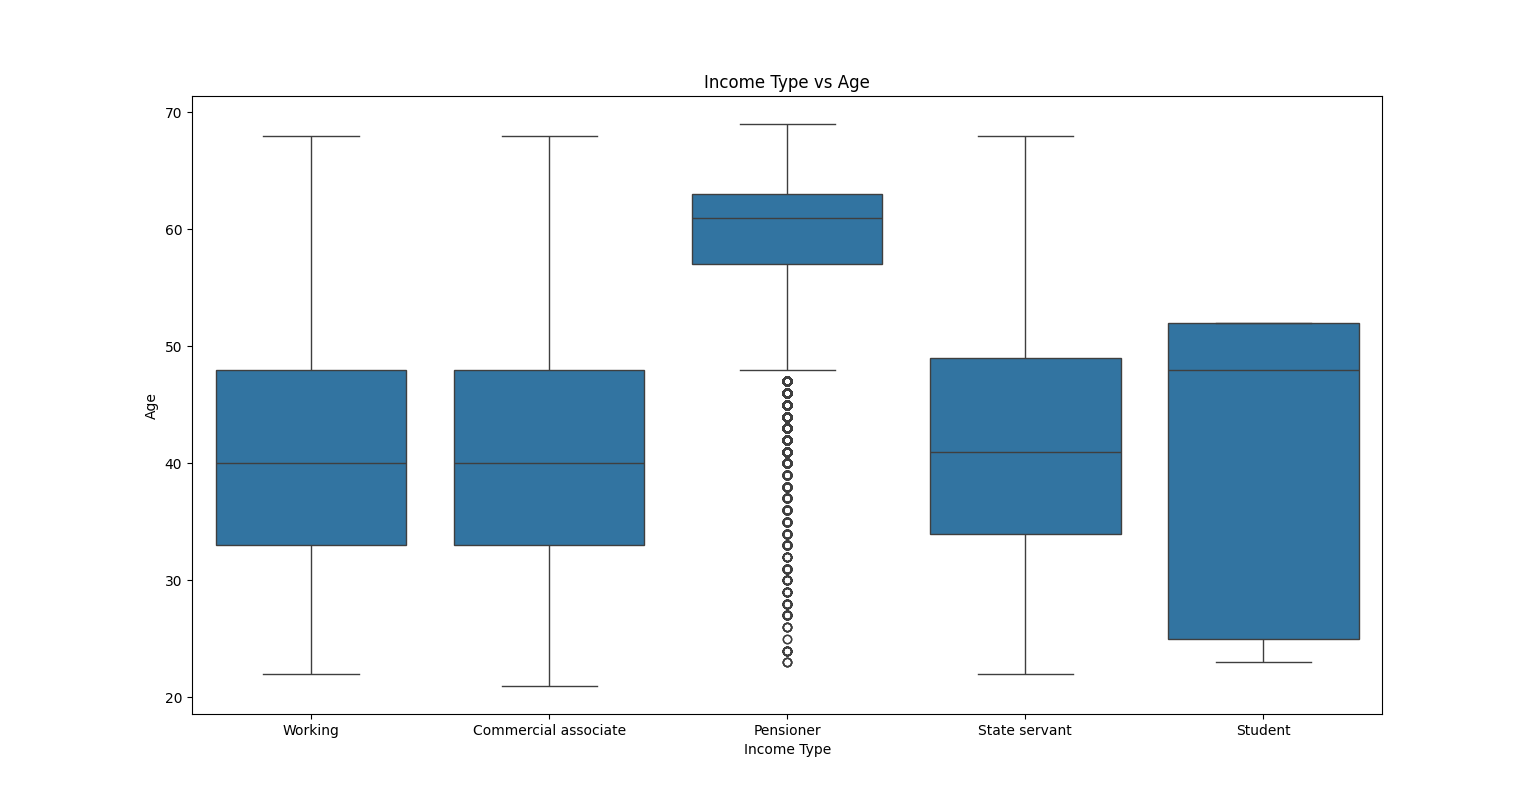 Income Type vs Age
70
60
50
40
30
20
Age
Working Commercial associate Pensioner State servant Student
Income Type